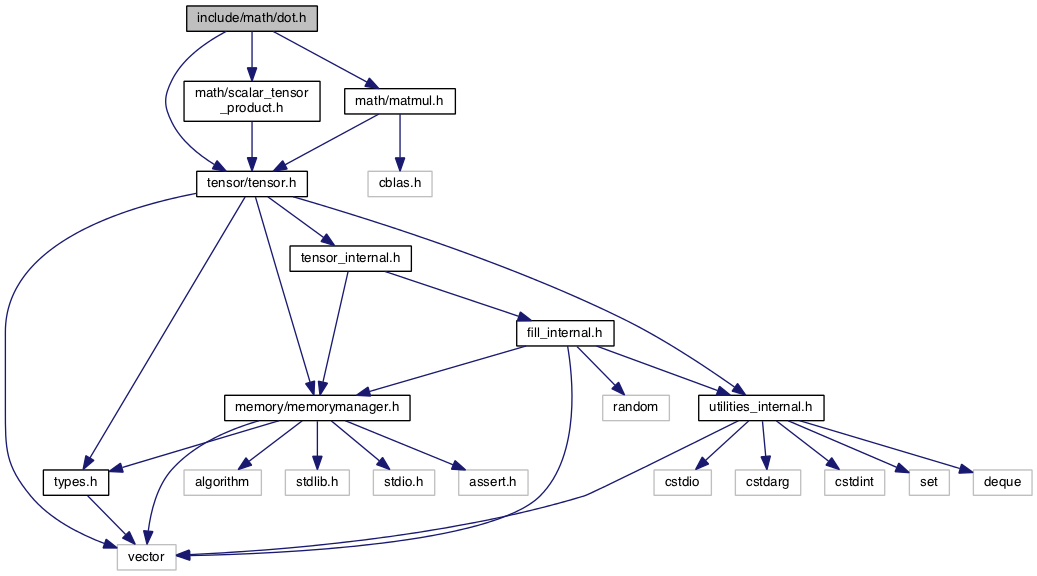 include/math/dot.h
math/scalar_tensor
_product.h
math/matmul.h
tensor/tensor.h
cblas.h
tensor_internal.h
fill_internal.h
memory/memorymanager.h
random
utilities_internal.h
types.h
algorithm
stdlib.h
stdio.h
assert.h
cstdio
cstdarg
cstdint
set
deque
vector